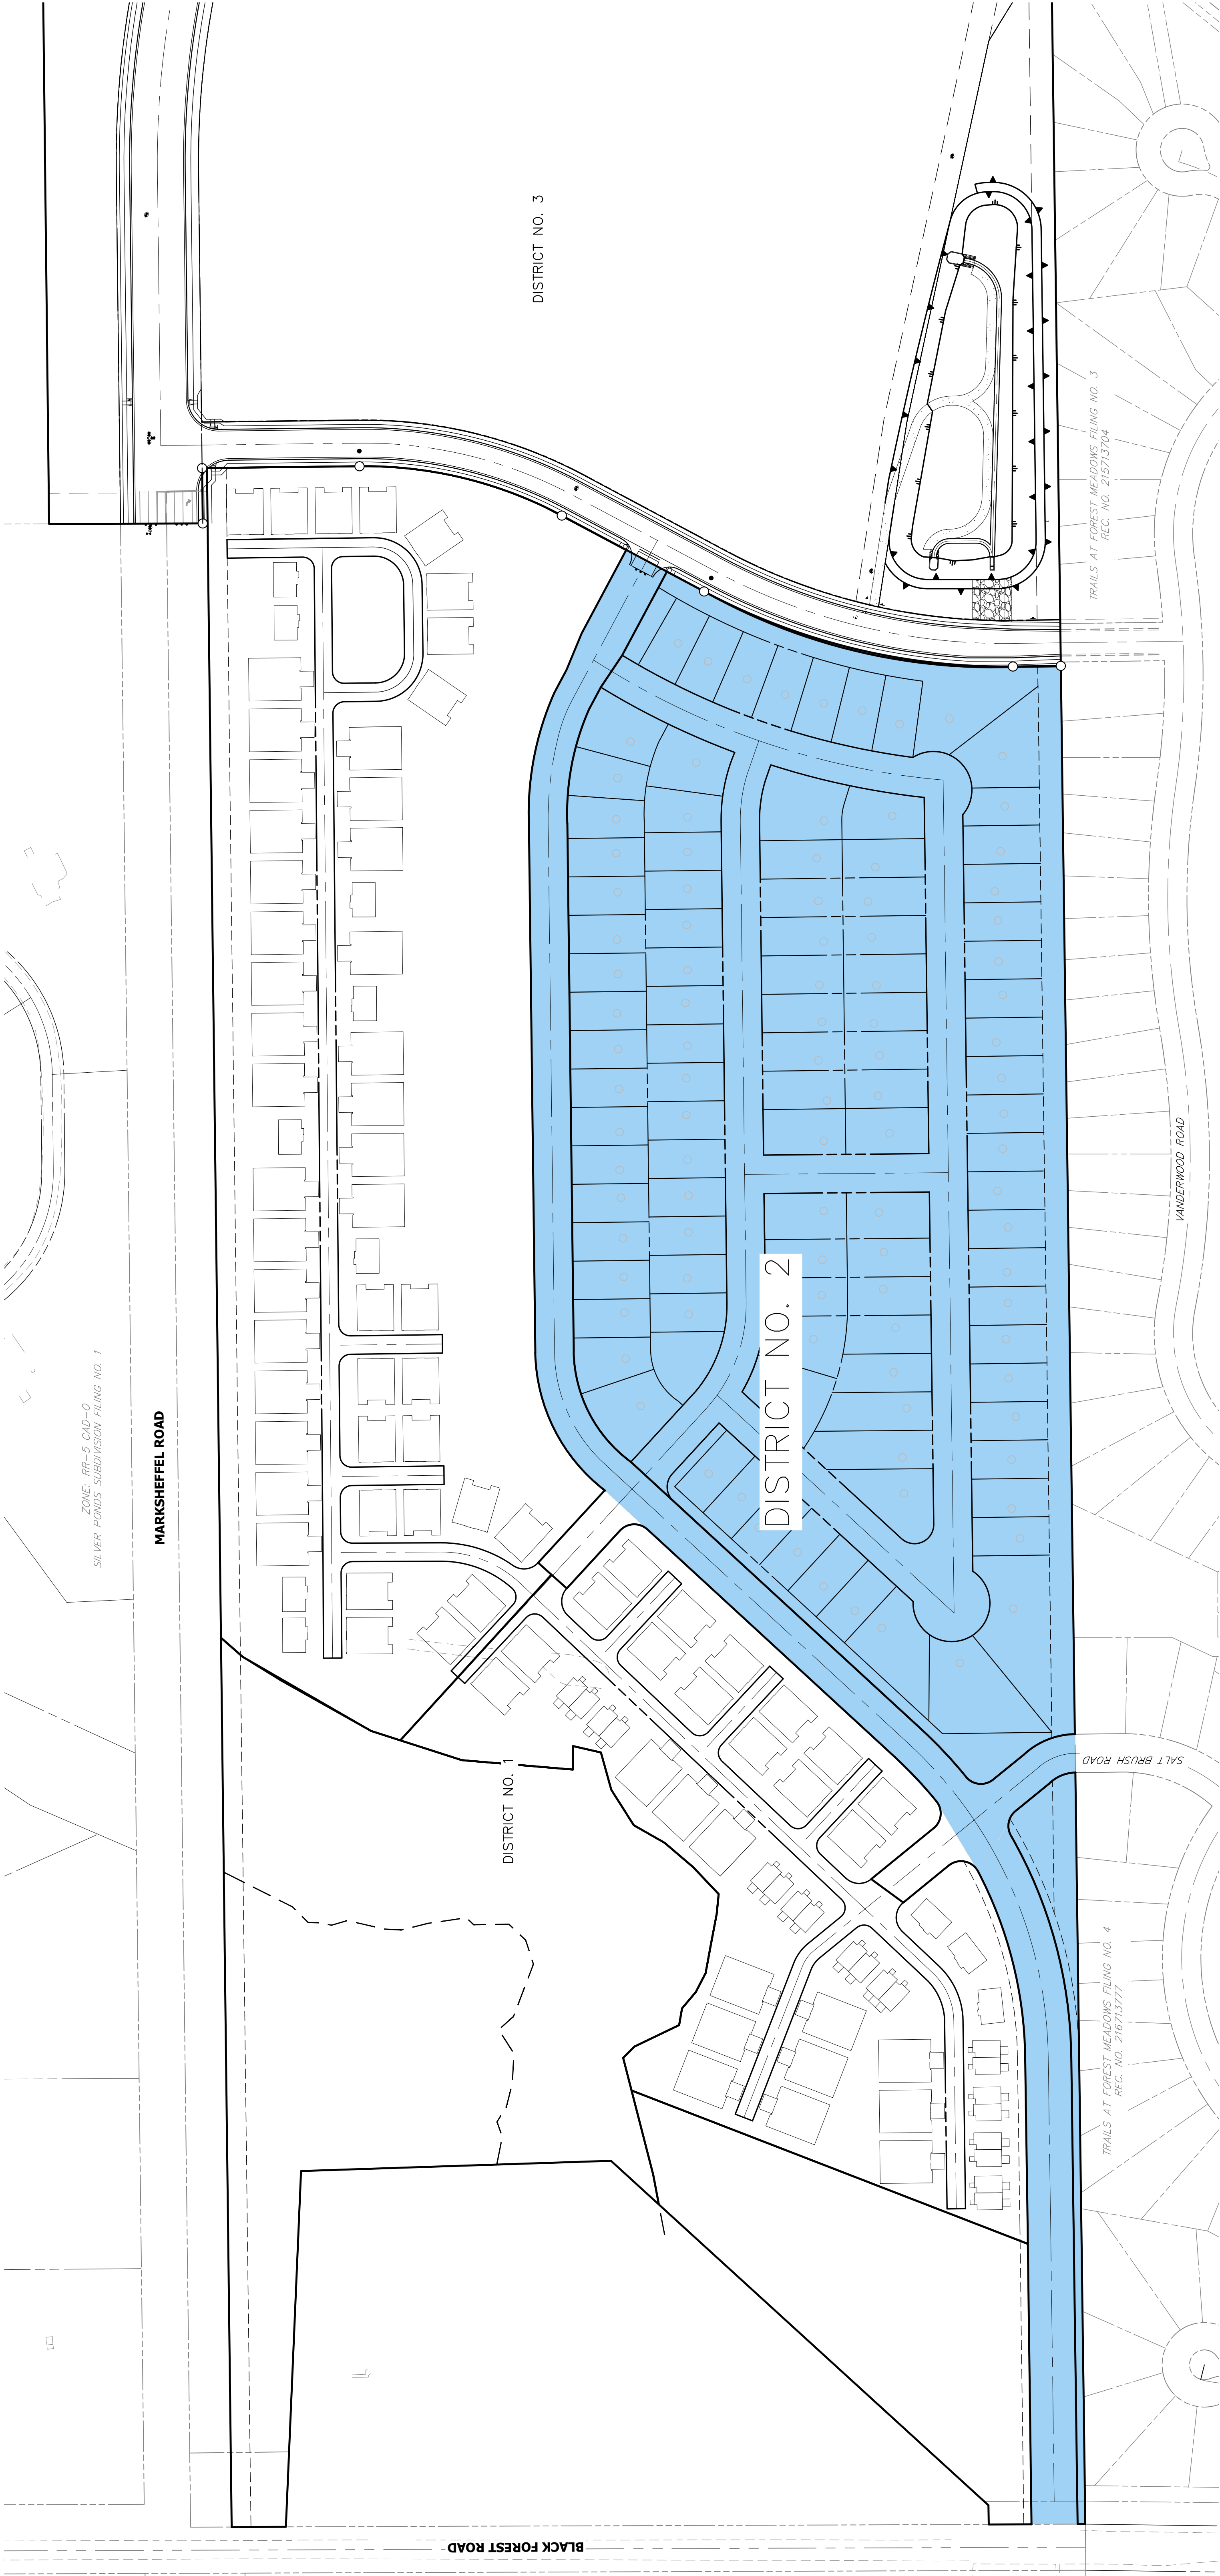 DISTRICT NO. 3
TRAILS AT FOREST MEADOWS FILING NO. 3
REC. NO. 215713704
VANDERWOOD ROAD
ZONE: RR-5 CAD-O
SILVER PONDS SUBDIVISION FILING NO. 1
MARKSHEFFEL ROAD
DISTRICT NO. 2
DISTRICT NO. 1
SALT BRUSH ROAD
TRAILS AT FOREST MEADOWS FILING NO. 4
REC. NO. 216713777
BLACK FOREST ROAD